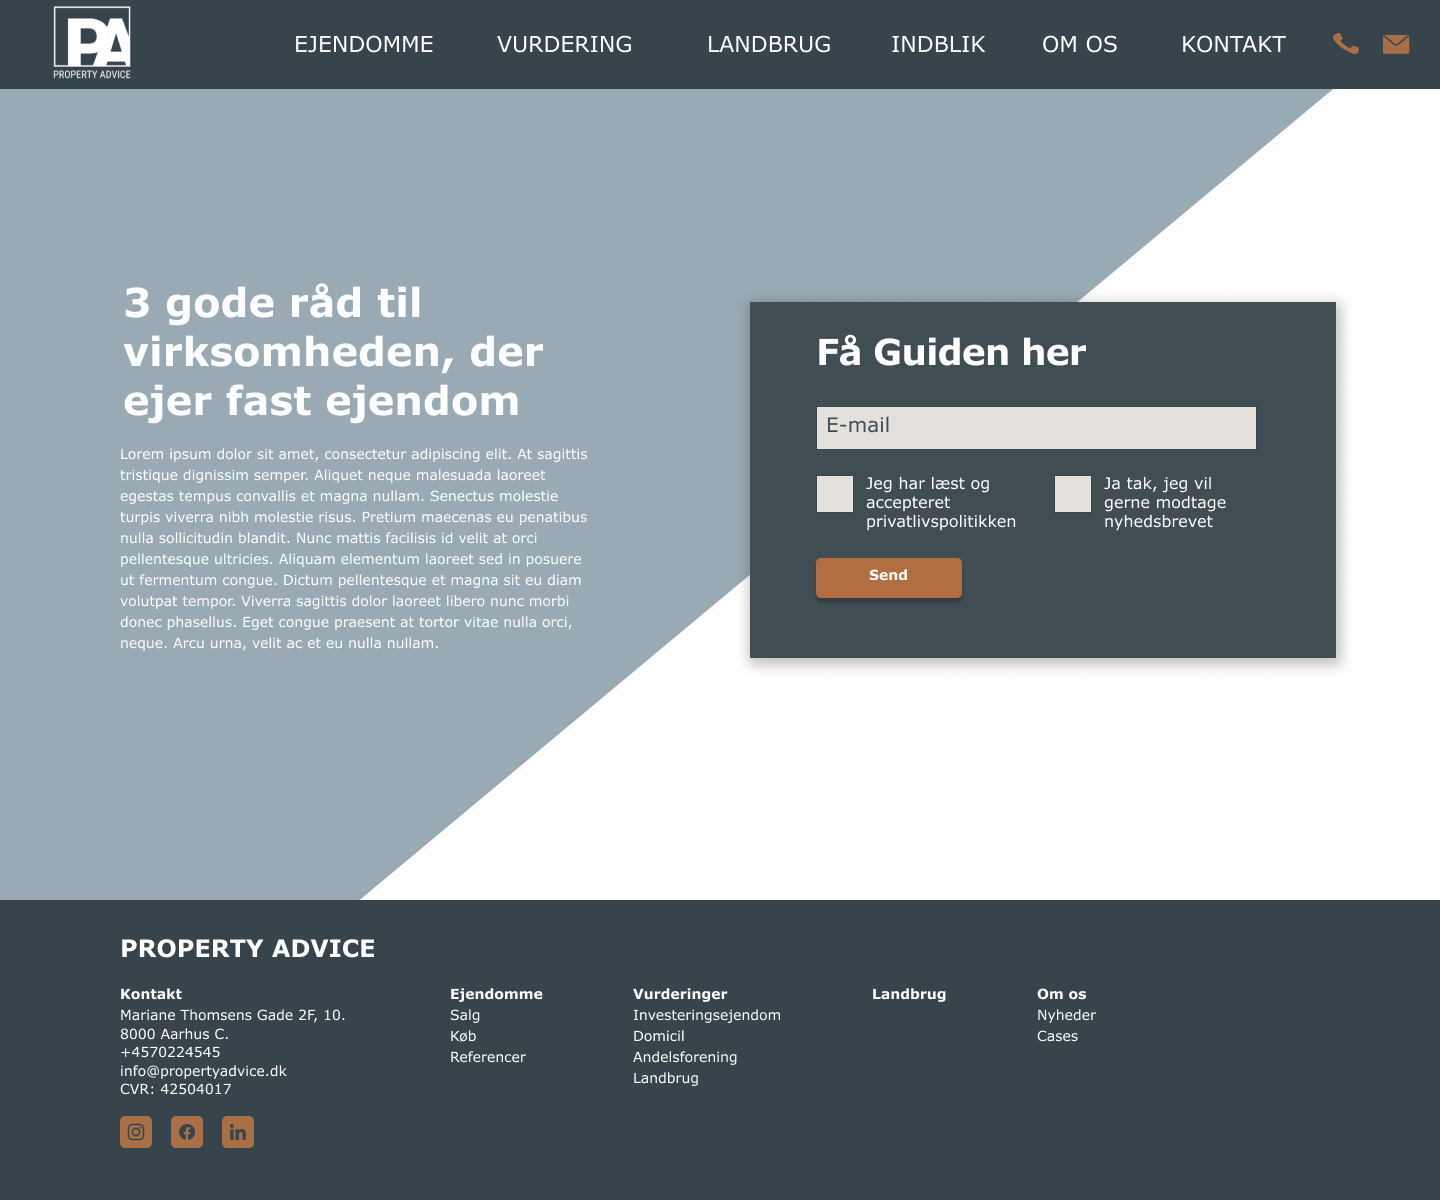 PA
PROPERTY ADVICE
EJENDOMME VURDERING LANDBRUG INDBLIK OM OS KONTAKT
3 gode råd til
virksomheden, der
ejer fast ejendom
Lorem ipsum dolor sit amet, consectetur adipiscing elit. At sagittis
tristique dignissim semper. Aliquet neque malesuada laoreet
egestas tempus convallis et magna nullam. Senectus molestie
turpis viverra nibh molestie risus. Pretium maecenas eu penatibus
nulla sollicitudin blandit. Nunc mattis facilisis id velit at orci
pellentesque ultricies. Aliquam elementum laoreet sed in posuere
ut fermentum congue. Dictum pellentesque et magna sit eu diam
volutpat tempor. Viverra sagittis dolor laoreet libero nunc morbi
donec phasellus. Eget congue praesent at tortor vitae nulla orci,
neque. Arcu urna, velit ac et eu nulla nullam.
Få Guiden her
E-mail
Jeg har læst og
accepteret
privatlivspolitikken
Ja tak, jeg vil
gerne modtage
nyhedsbrevet
Send
PROPERTY ADVICE
Kontakt
Mariane Thomsens Gade 2F, 10.
8000 Aarhus C.
+4570224545
info@propertyadvice.dk
CVR: 42504017
Ejendomme
Salg
Køb
Referencer
Vurderinger
Investeringsejendom
Domicil
Andelsforening
Landbrug
Landbrug
Om os
Nyheder
Cases